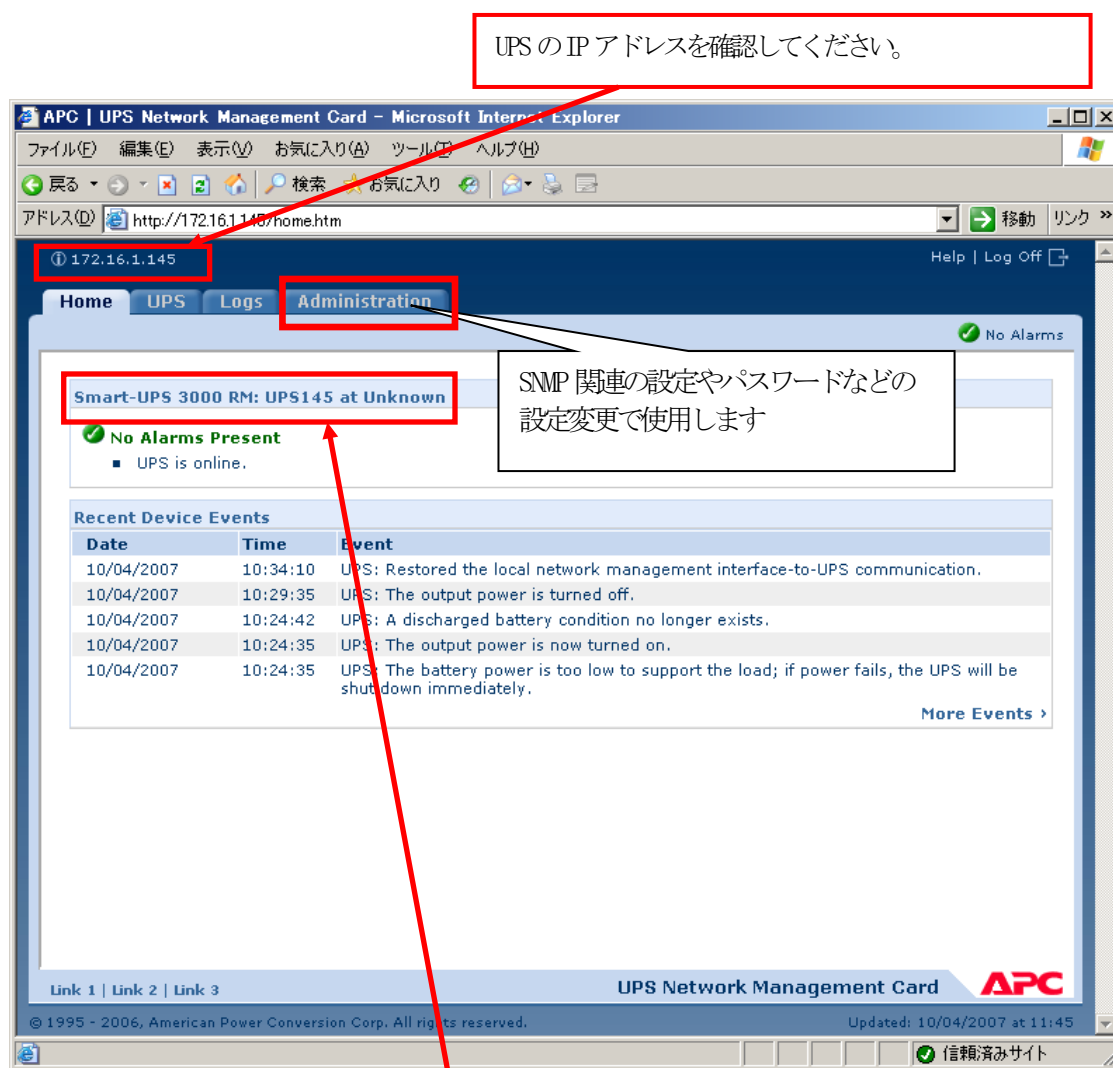 UPS の IP アドレスを確認してください。
APC | UPS Network Management Card - Microsoft Internet Explorer
ファイル(F) 編集(E) 表示(V) お気に入り(A) ツール(T) ヘルプ(H)
戻る 検索 お気に入り
アドレス(D) http://172.16.1.145/home.htm 移動 リンク »
172.16.1.145 Help | Log Off
Home UPS Logs Administration
No Alarms
SNMP 関連の設定やパスワードなどの
設定変更で使用します
Smart-UPS 3000 RM: UPS145 at Unknown
No Alarms Present
UPS is online.
Recent Device Events
Date Time Event
10/04/2007 10:34:10 UPS: Restored the local network management interface-to-UPS communication.
10/04/2007 10:29:35 UPS: The output power is turned off.
10/04/2007 10:24:42 UPS: A discharged battery condition no longer exists.
10/04/2007 10:24:35 UPS: The output power is now turned on.
10/04/2007 10:24:35 UPS: The battery power is too low to support the load; if power fails, the UPS will be
shut down immediately.
More Events ›
Link 1 | Link 2 | Link 3 UPS Network Management Card APC
© 1995 - 2006, American Power Conversion Corp. All rights reserved. Updated: 10/04/2007 at 11:45
信頼済みサイト